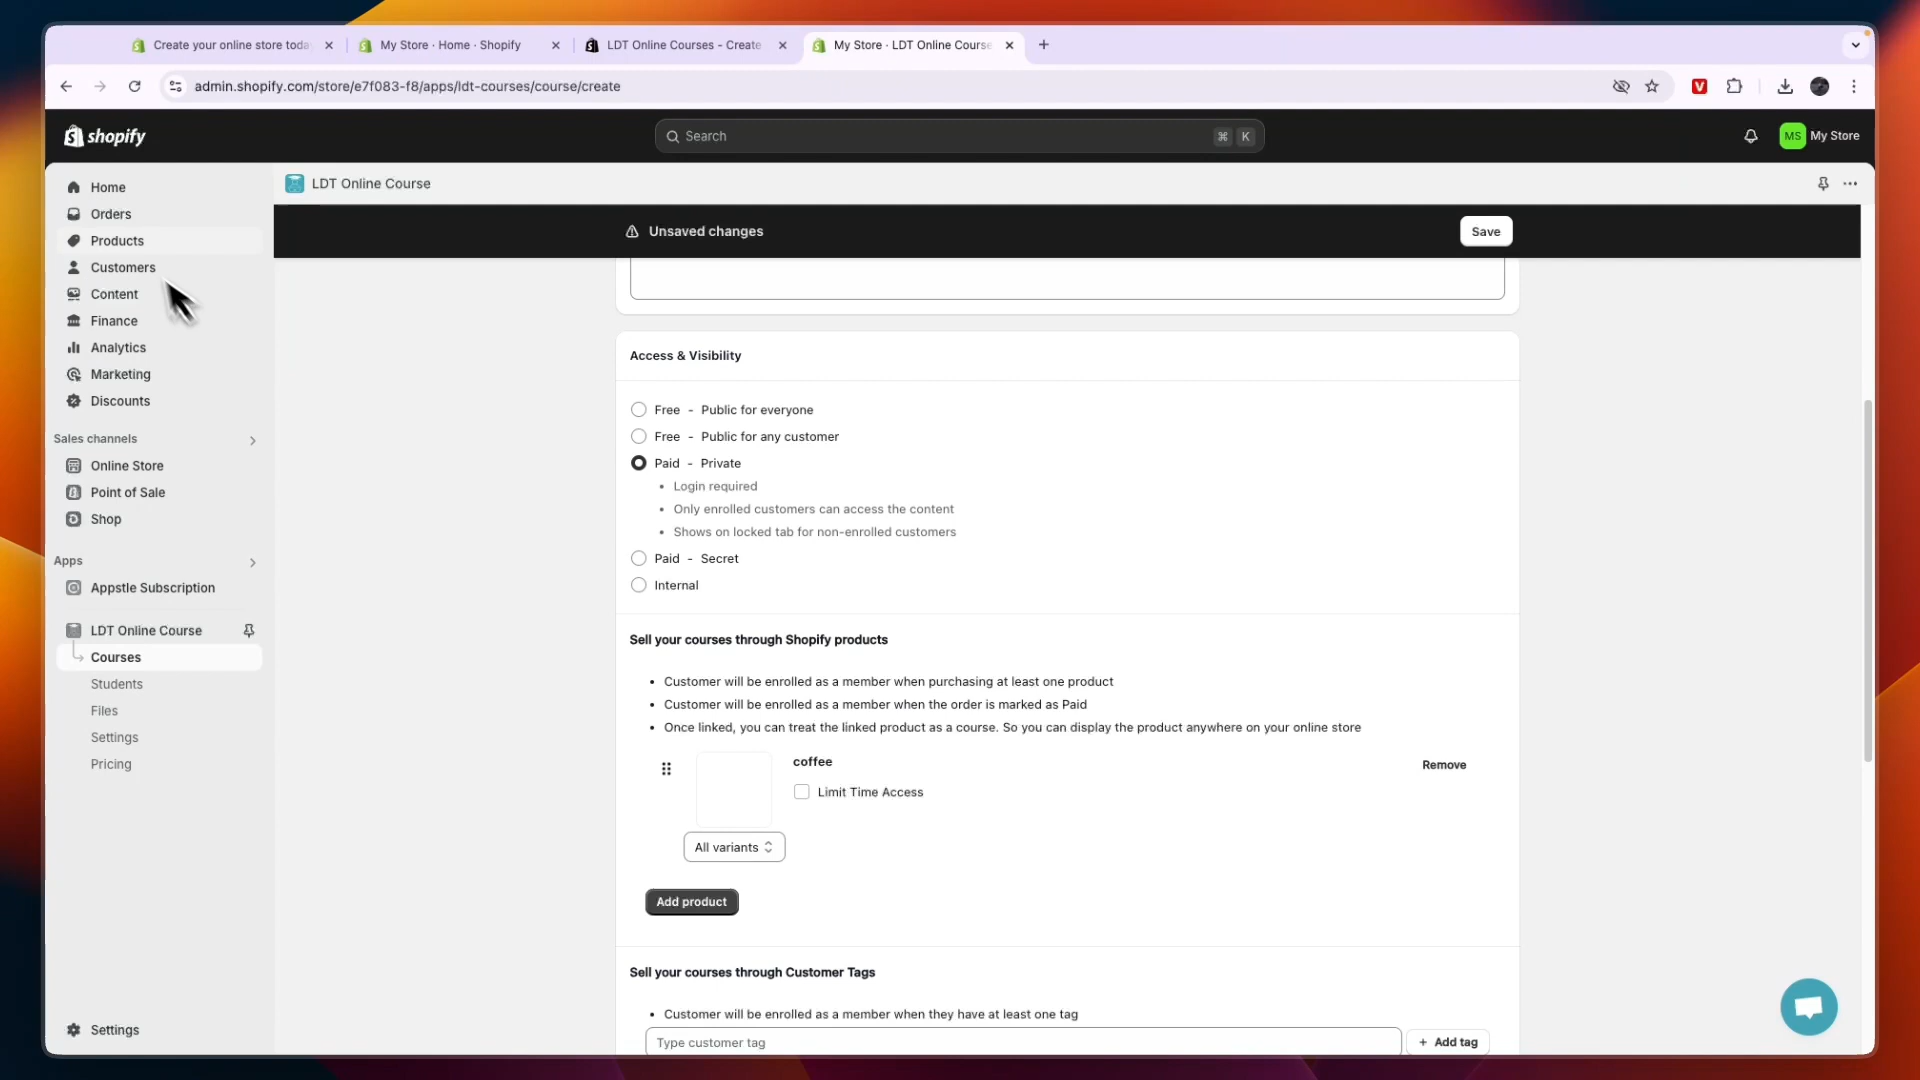 Create your online store toda
My Store · Home · Shopify
LDT Online Courses - Create
My Store · LDT Online Course
admin.shopify.com/store/e7f083-f8/apps/ldt-courses/course/create
shopify
Search
⌘ K
MS My Store
Home
Orders
Products
Customers
Content
Finance
Analytics
Marketing
Discounts
Sales channels
Online Store
Point of Sale
Shop
Apps
Appstle Subscription
LDT Online Course
Courses
Students
Files
Settings
Pricing
Settings
LDT Online Course
Unsaved changes
Save
Access & Visibility
Free - Public for everyone
Free - Public for any customer
Paid - Private
• Login required
• Only enrolled customers can access the content
• Shows on locked tab for non-enrolled customers
Paid - Secret
Internal
Sell your courses through Shopify products
• Customer will be enrolled as a member when purchasing at least one product
• Customer will be enrolled as a member when the order is marked as Paid
• Once linked, you can treat the linked product as a course. So you can display the product anywhere on your online store
coffee
Remove
Limit Time Access
All variants
Add product
Sell your courses through Customer Tags
• Customer will be enrolled as a member when they have at least one tag
Type customer tag
+ Add tag